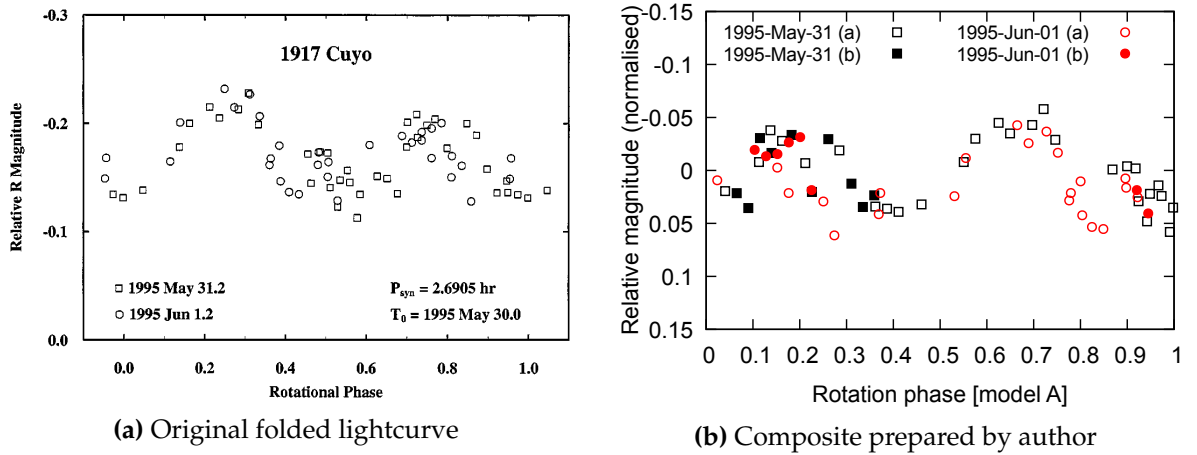 -0.3
-0.2
-0.1
0.0
Relative R Magnitude
1917 Cuyo
1995 May 31.2
1995 Jun 1.2
P_syn = 2.6905 hr
T_0 = 1995 May 30.0
0.0 0.2 0.4 0.6 0.8 1.0
Rotational Phase
(a) Original folded lightcurve
-0.15
-0.1
-0.05
0
0.05
0.1
0.15
Relative magnitude (normalised)
1995-May-31 (a)
1995-May-31 (b)
1995-Jun-01 (a)
1995-Jun-01 (b)
0 0.1 0.2 0.3 0.4 0.5 0.6 0.7 0.8 0.9 1
Rotation phase [model A]
(b) Composite prepared by author